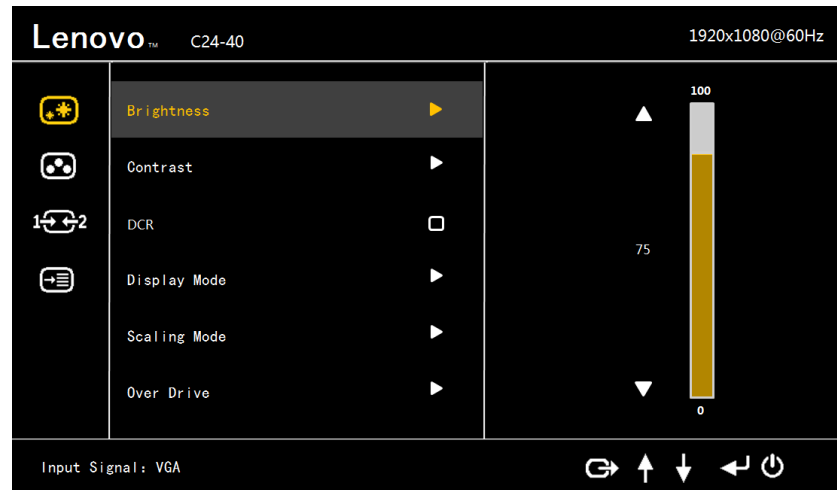 Lenovo™ C24-40 1920x1080@60Hz
Brightness
Contrast
DCR
Display Mode
Scaling Mode
Over Drive
100
75
0
1 2
Input Signal: VGA